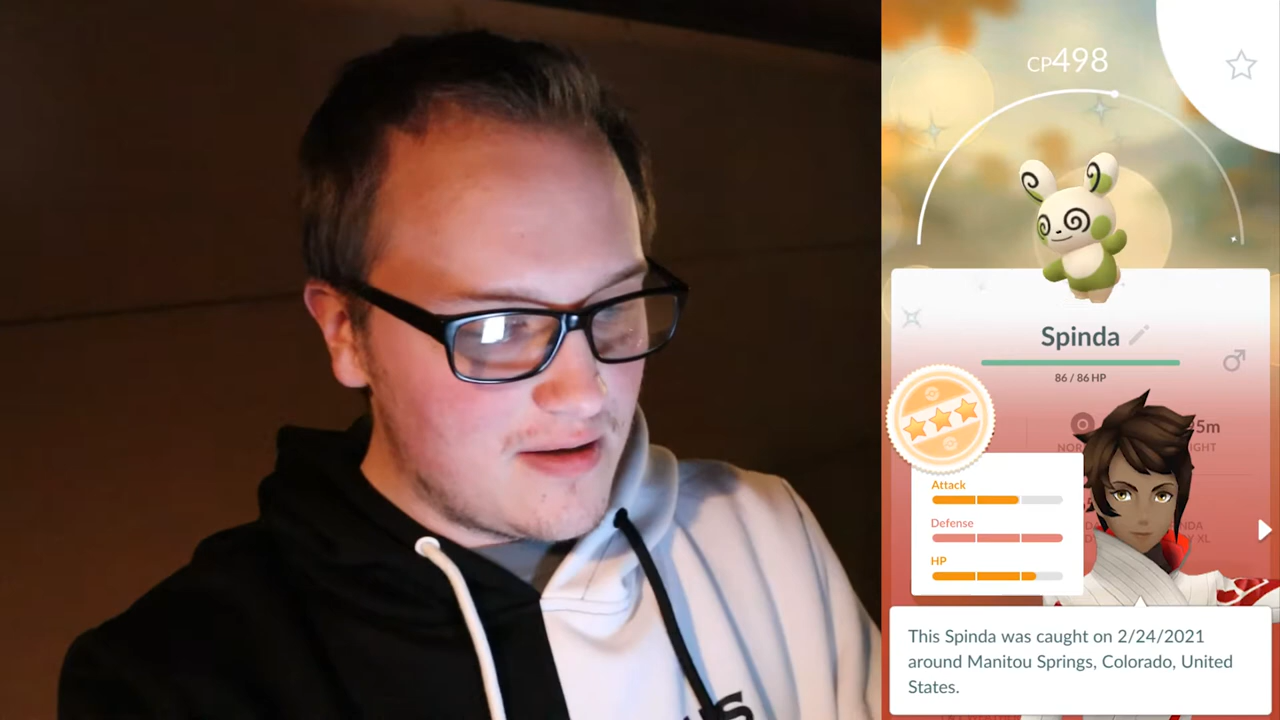 CP498
Spinda
86 / 86 HP
5m
Attack
Defense
HP
This Spinda was caught on 2/24/2021
around Manitou Springs, Colorado, United
States.